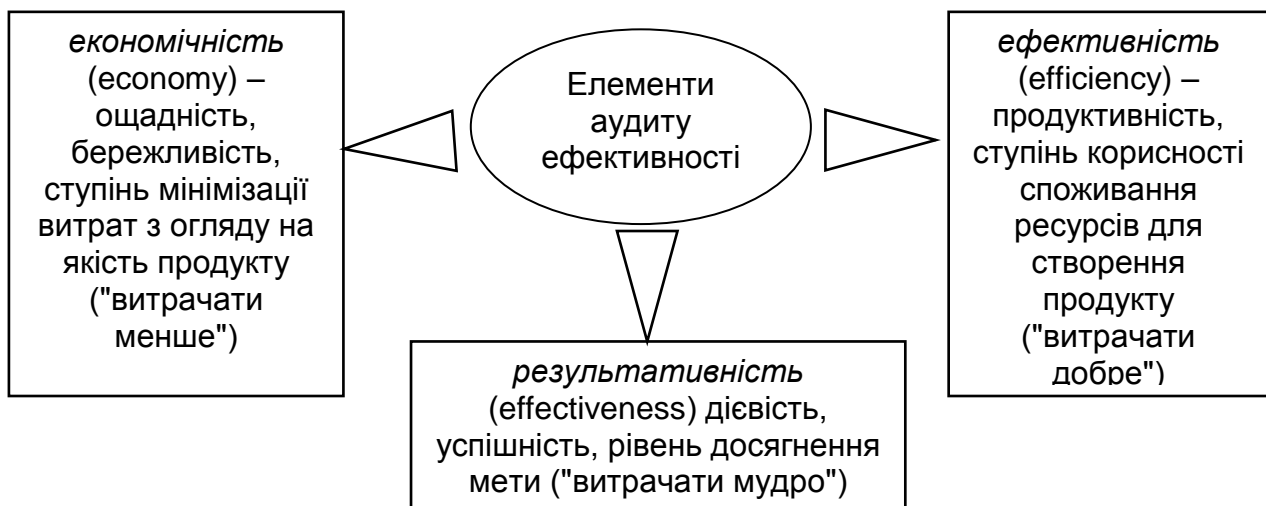 економічність
(economy) –
ощадність,
бережливість,
ступінь мінімізації
витрат з огляду на
якість продукту
("витрачати
менше")
Елементи
аудиту
ефективності
ефективність
(efficiency) –
продуктивність,
ступінь корисності
споживання
ресурсів для
створення
продукту
("витрачати
добре")
результативність
(effectiveness) дієвість,
успішність, рівень досягнення
мети ("витрачати мудро")